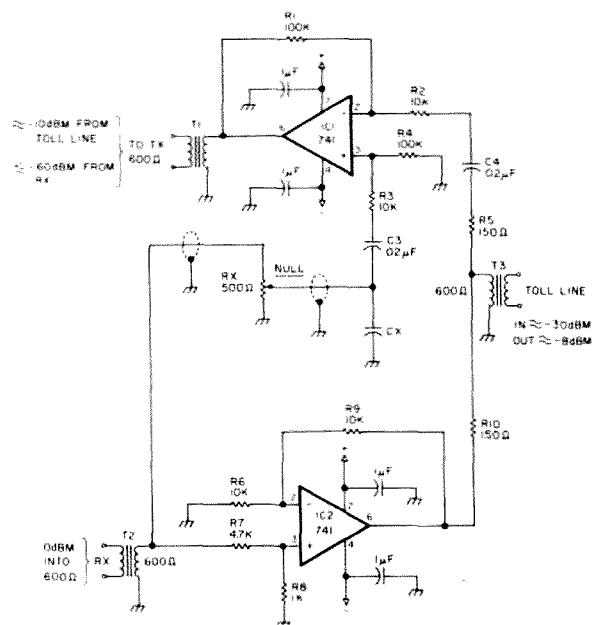 R1
100K
1µF
7
2
R2
10K
≈ -10dBM FROM
TOLL LINE
TO TX
600Ω
T1
6
IC1
741
R4
100K
3
4
≈ -60dBM FROM
RX
1µF
R3
10K
C4
.02µF
R5
150Ω
C3
.02µF
NULL
RX
500Ω
T3
600Ω
TOLL LINE
CX
IN ≈ -30dBM
OUT ≈ -8dBM
R9
10K
R10
150Ω
1µF
R6
10K
2
7
IC2
741
6
R7
4.7K
3
4
T2
0dBM
INTO
600Ω
RX
600Ω
1µF
R8
1K